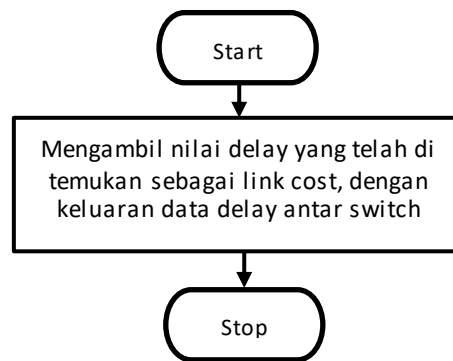 Start
Mengambil nilai delay yang telah di
temukan sebagai link cost, dengan
keluaran data delay antar switch
Stop